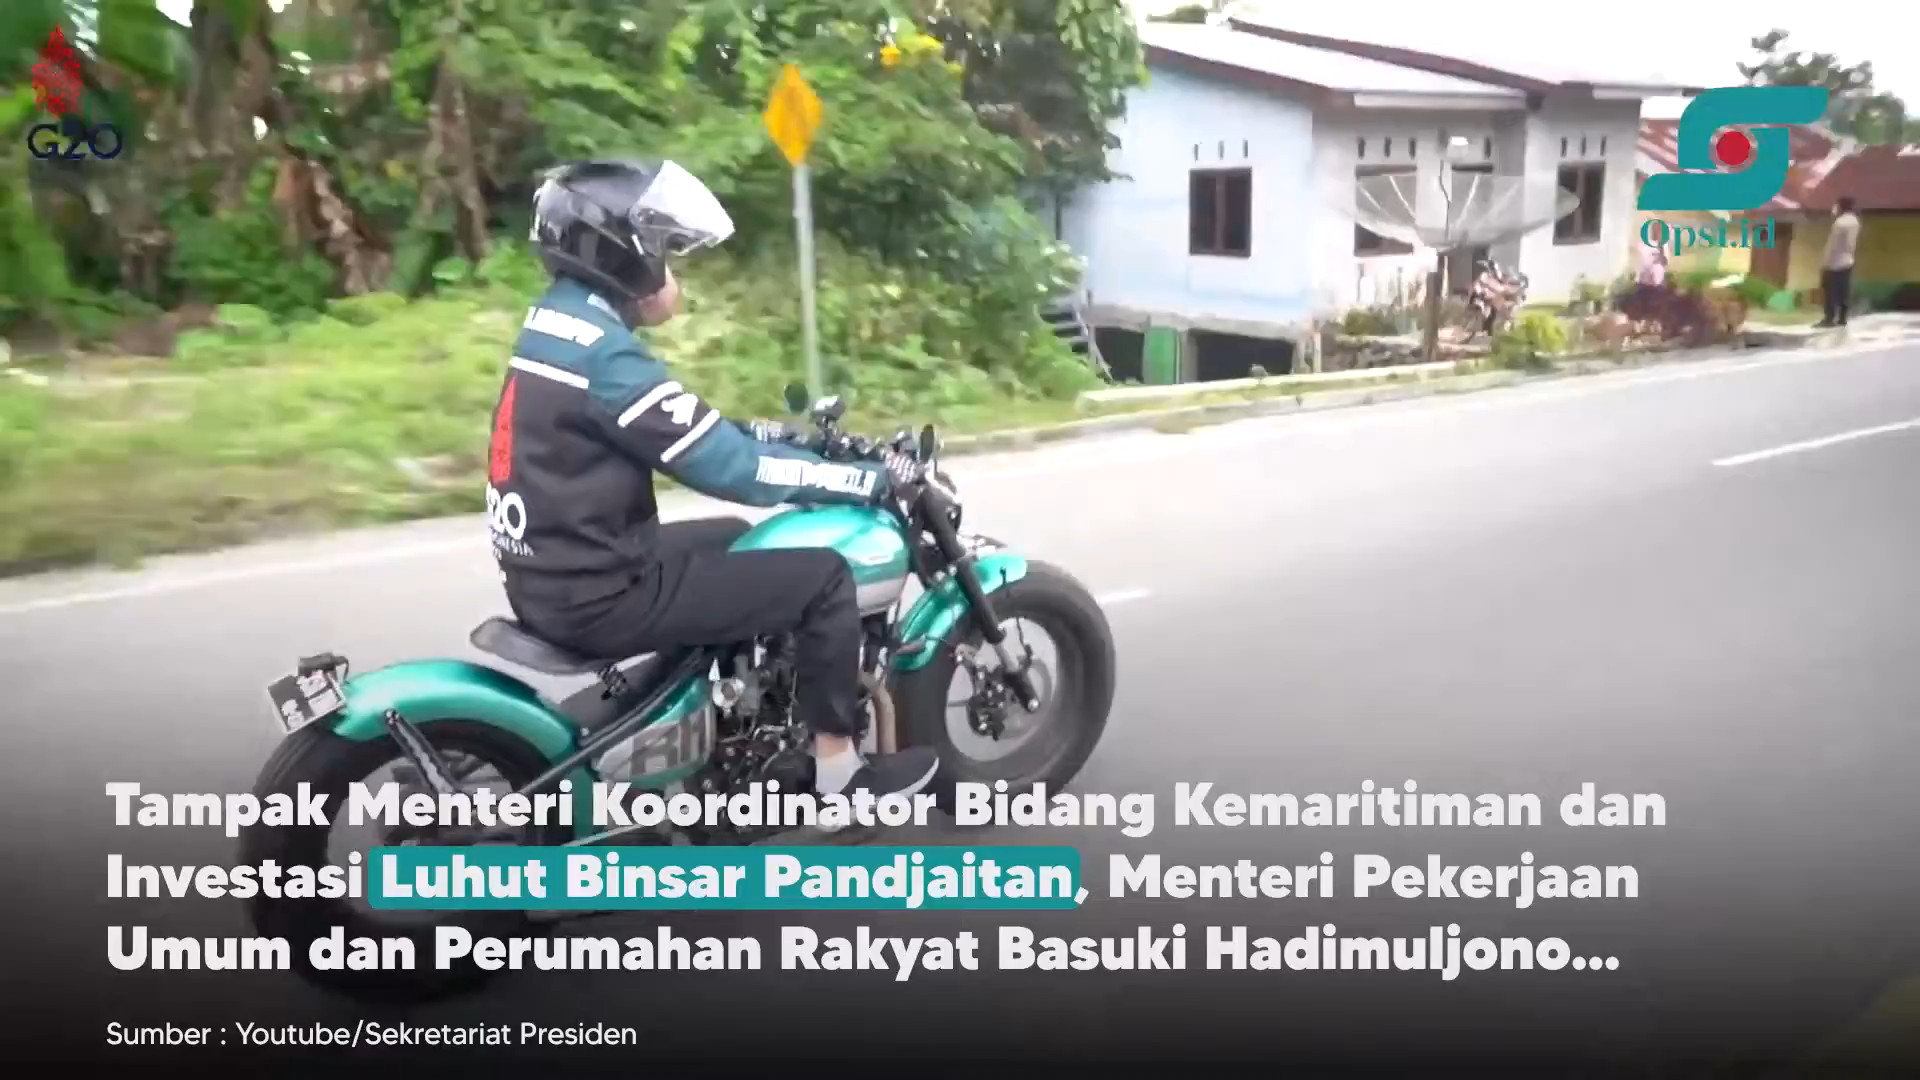 G20
Opsi.id
G20
Tampak Menteri Koordinator Bidang Kemaritiman dan
Investasi Luhut Binsar Pandjaitan, Menteri Pekerjaan
Umum dan Perumahan Rakyat Basuki Hadimuljono...
Sumber : Youtube/Sekretariat Presiden